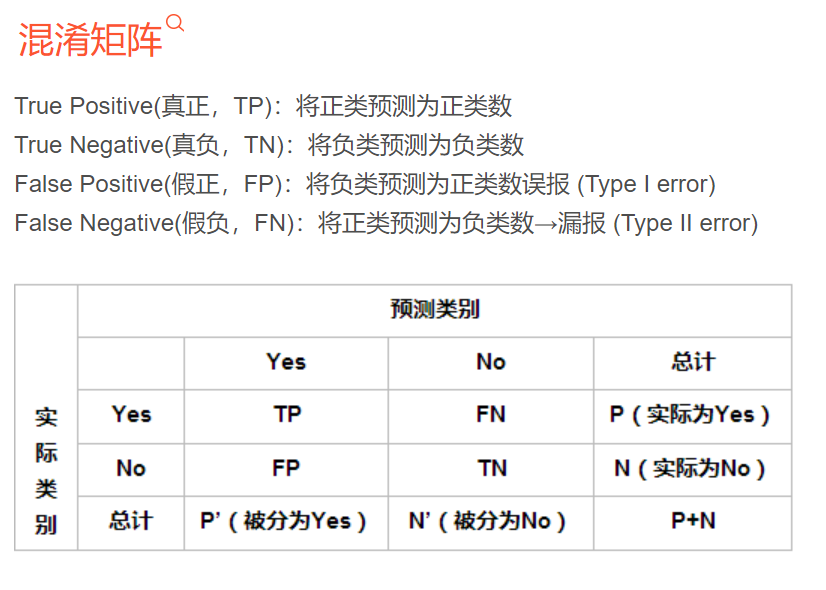 混淆矩阵
True Positive(真正，TP)：将正类预测为正类数
True Negative(真负，TN)：将负类预测为负类数
False Positive(假正，FP)：将负类预测为正类数误报 (Type I error)
False Negative(假负，FN)：将正类预测为负类数→漏报 (Type II error)
预测类别
Yes No 总计
实际类别
Yes TP FN P（实际为Yes）
No FP TN N（实际为No）
总计 P’（被分为Yes） N’（被分为No） P+N